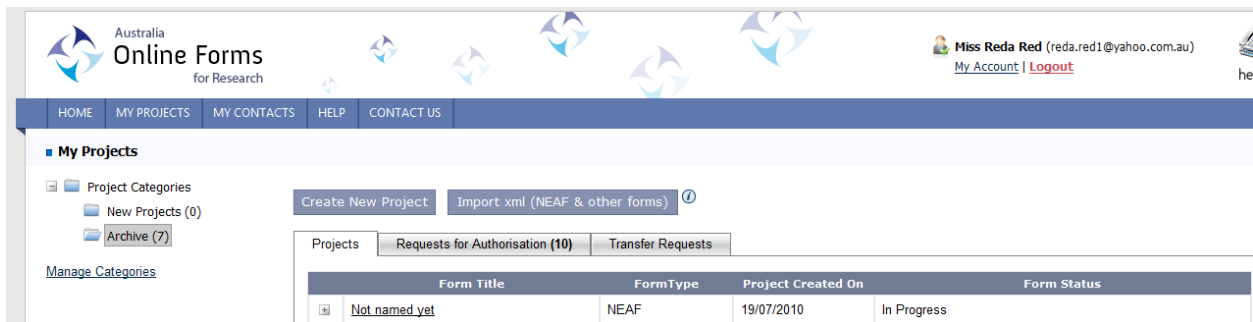 Australia
Online Forms
for Research
Miss Reda Red (reda.red1@yahoo.com.au)
My Account | Logout
HOME MY PROJECTS MY CONTACTS HELP CONTACT US
My Projects
Project Categories
New Projects (0)
Archive (7)
Manage Categories
Create New Project Import xml (NEAF & other forms) i
Projects Requests for Authorisation (10) Transfer Requests
Form Title FormType Project Created On Form Status
Not named yet NEAF 19/07/2010 In Progress